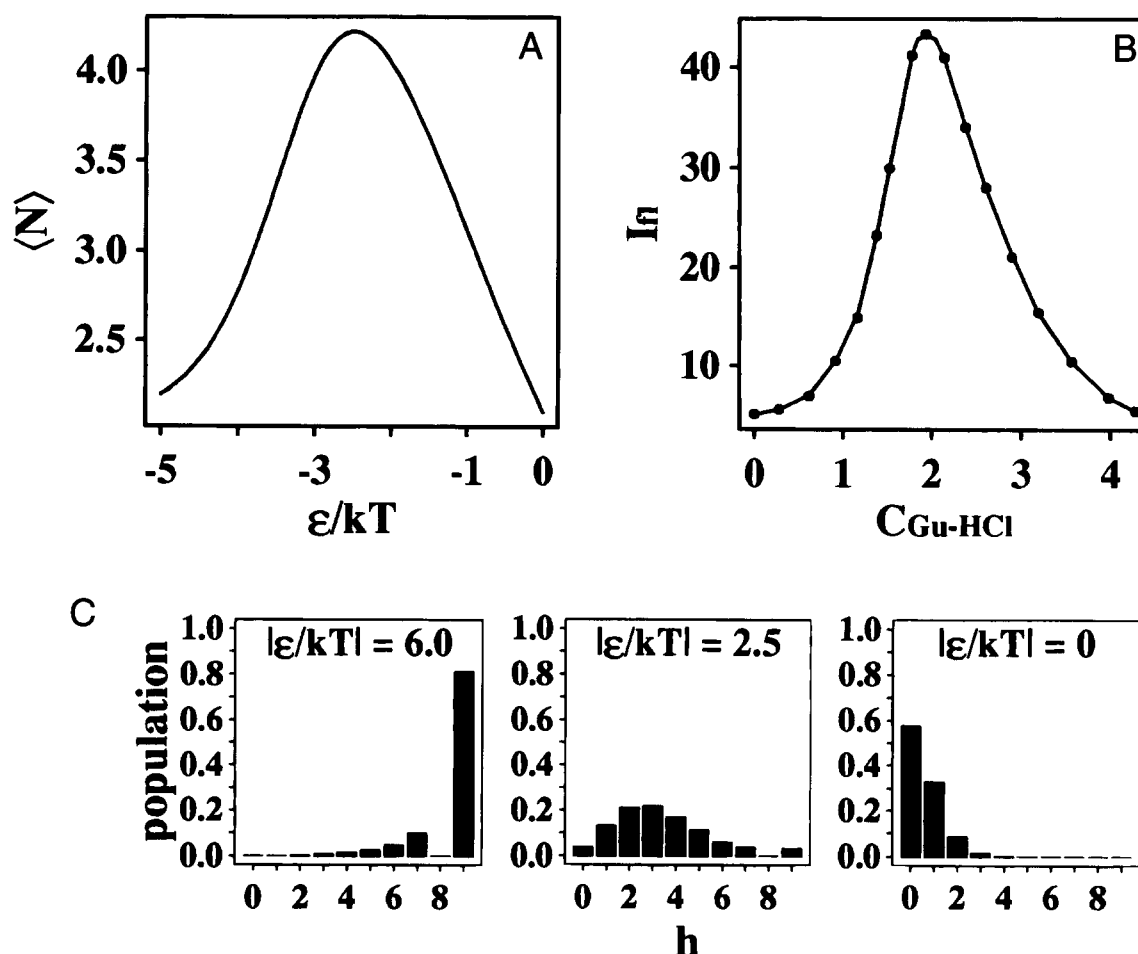 A
4.0
3.5
3.0
2.5
⟨N⟩
-5 -3 -1 0
ε/kT
B
40
30
20
10
Ifl
0 1 2 3 4
CGu-HCl
C
1.0
0.8
0.6
0.4
0.2
0.0
population
|ε/kT| = 6.0
0 2 4 6 8
1.0
0.8
0.6
0.4
0.2
0.0
|ε/kT| = 2.5
0 2 4 6 8
h
1.0
0.8
0.6
0.4
0.2
0.0
|ε/kT| = 0
0 2 4 6 8